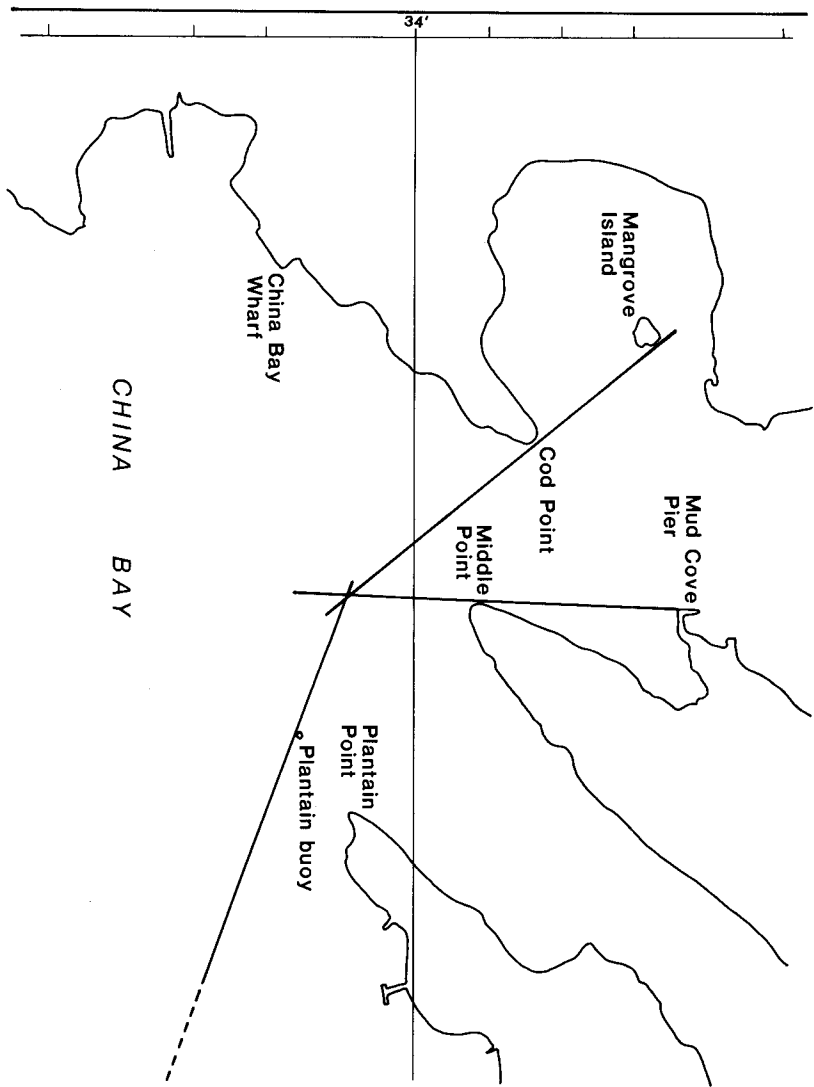 34'
Mangrove
Island
China Bay
Wharf
CHINA BAY
Cod Point
Mud Cove
Pier
Middle
Point
Plantain
Point
Plantain buoy